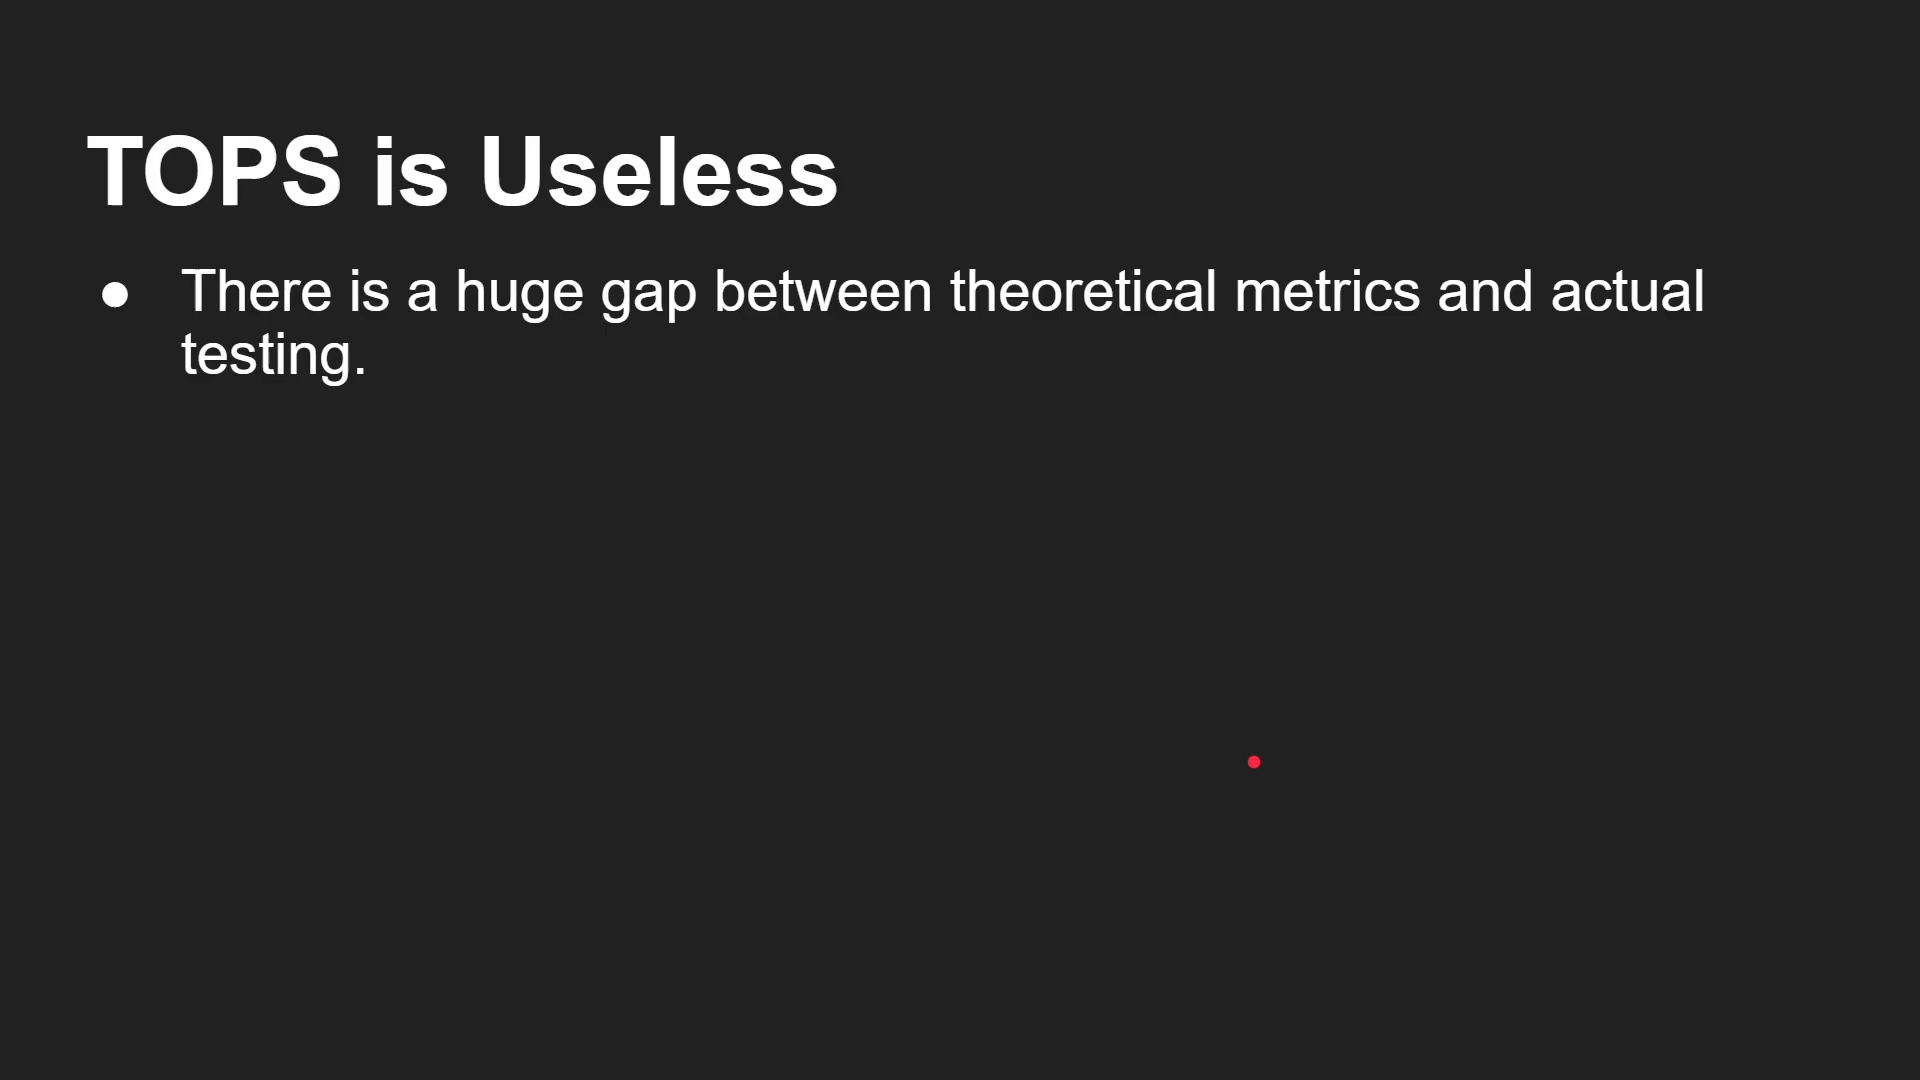 TOPS is Useless
● There is a huge gap between theoretical metrics and actual
testing.